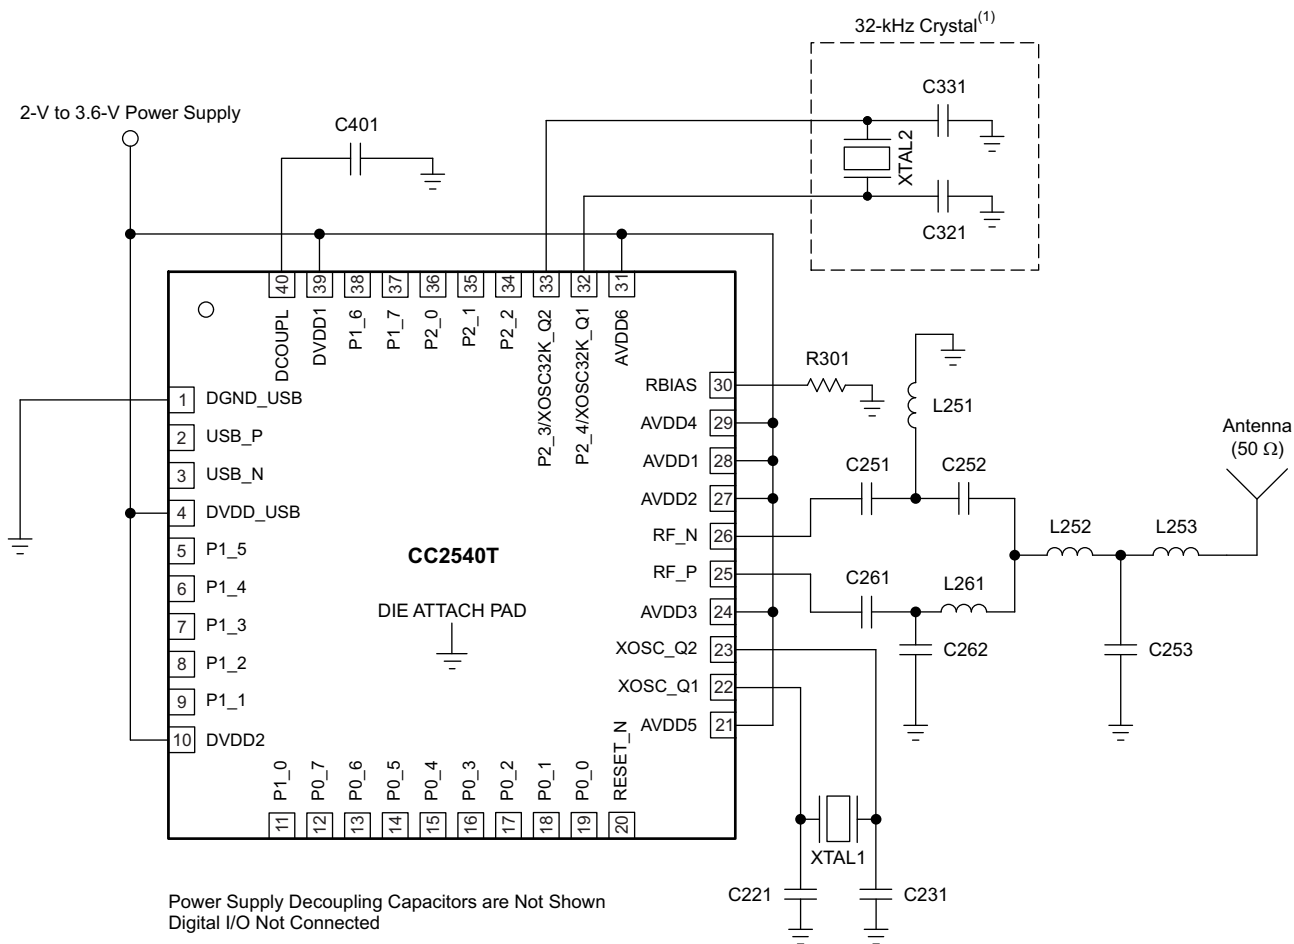 32-kHz Crystal(1)
2-V to 3.6-V Power Supply
C401
C331
XTAL2
C321
40
39
38
37
36
35
34
33
32
31
DCOUPL
DVDD1
P1_6
P1_7
P2_0
P2_1
P2_2
P2_3/XOSC32K_Q2
P2_4/XOSC32K_Q1
AVDD6
1 DGND_USB
2 USB_P
3 USB_N
4 DVDD_USB
5 P1_5
6 P1_4
7 P1_3
8 P1_2
9 P1_1
10 DVDD2
CC2540T
DIE ATTACH PAD
RBIAS 30
AVDD4 29
AVDD1 28
AVDD2 27
RF_N 26
RF_P 25
AVDD3 24
XOSC_Q2 23
XOSC_Q1 22
AVDD5 21
R301
L251
C251
C252
C261
L261
C262
L252
L253
C253
Antenna
(50 Ω)
P1_0
P0_7
P0_6
P0_5
P0_4
P0_3
P0_2
P0_1
P0_0
RESET_N
11
12
13
14
15
16
17
18
19
20
XTAL1
C221
C231
Power Supply Decoupling Capacitors are Not Shown
Digital I/O Not Connected